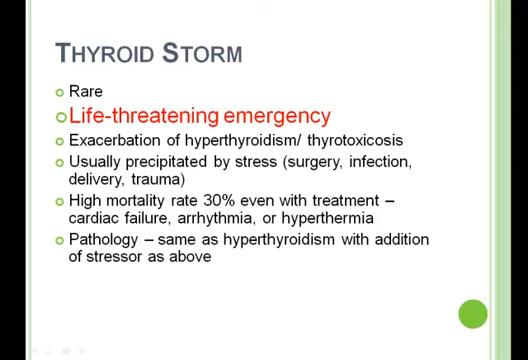 THYROID STORM
Rare
Life-threatening emergency
Exacerbation of hyperthyroidism/ thyrotoxicosis
Usually precipitated by stress (surgery, infection,
delivery, trauma)
High mortality rate 30% even with treatment –
cardiac failure, arrhythmia, or hyperthermia
Pathology – same as hyperthyroidism with addition
of stressor as above